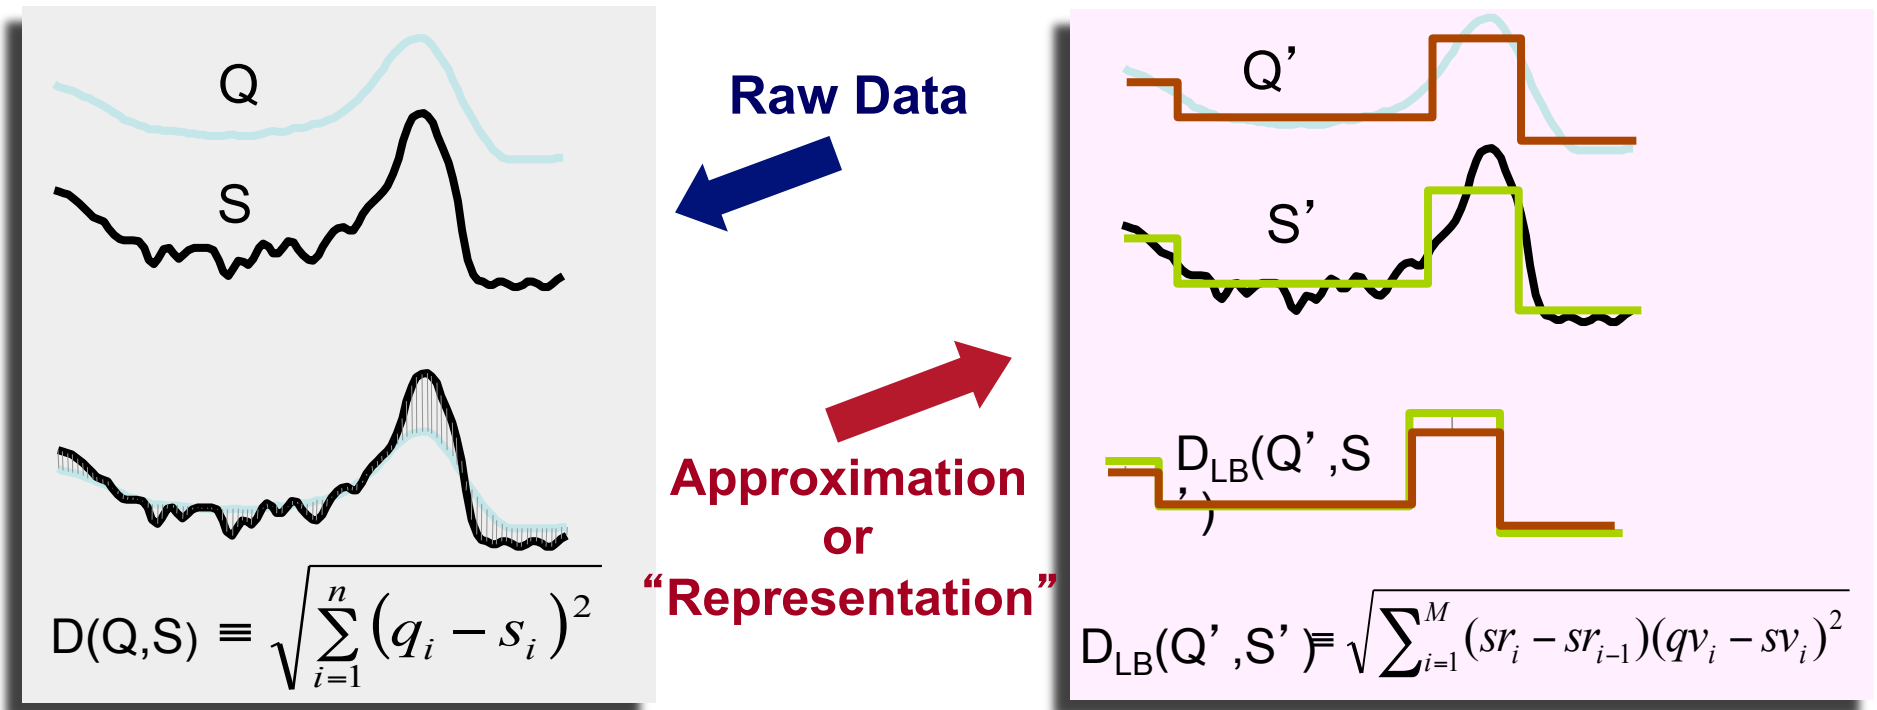 Q
S
D(Q,S) ≡ √(∑_{i=1}^{n} (q_i − s_i)^2)
Raw Data
Approximation
or
“Representation”
Q’
S’
D_LB(Q’ ,S
’ )
D_LB(Q’ ,S’ )≡ √(∑_{i=1}^{M} (sr_i − sr_{i−1})(qv_i − sv_i)^2)